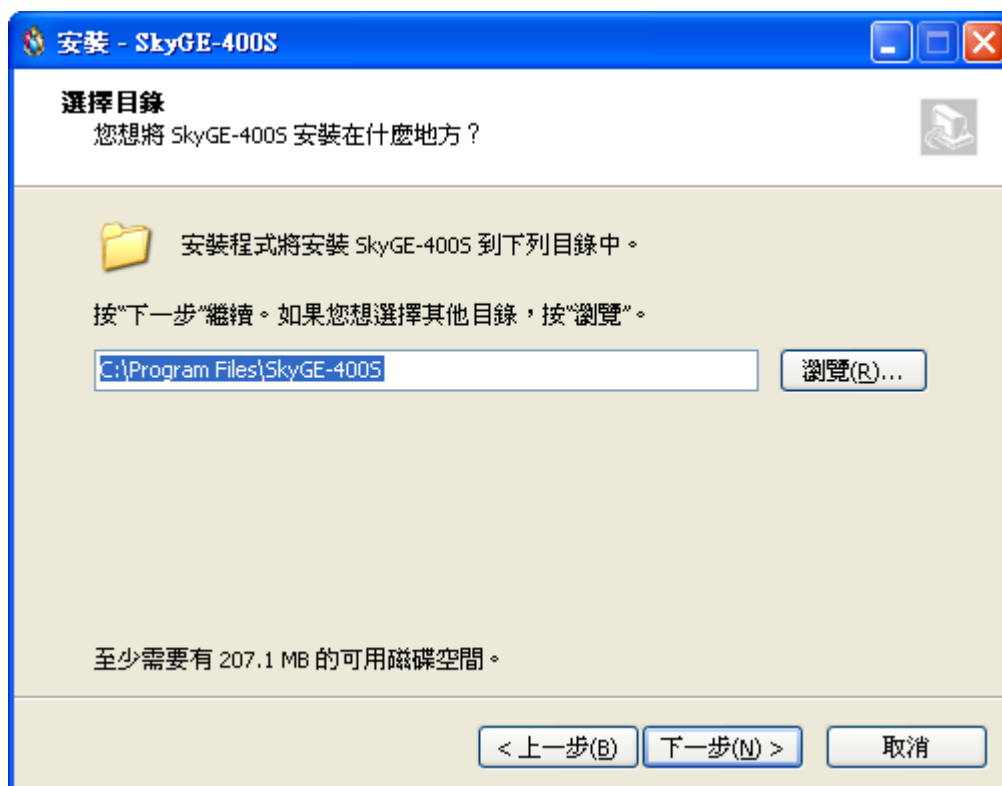 安裝 - SkyGE-400S
選擇目錄
您想將 SkyGE-400S 安裝在什麼地方？
安裝程式將安裝 SkyGE-400S 到下列目錄中。
按"下一步"繼續。如果您想選擇其他目錄，按"瀏覽"。
C:\Program Files\SkyGE-400S
瀏覽(R)...
至少需要有 207.1 MB 的可用磁碟空間。
< 上一步(B) 下一步(N) > 取消